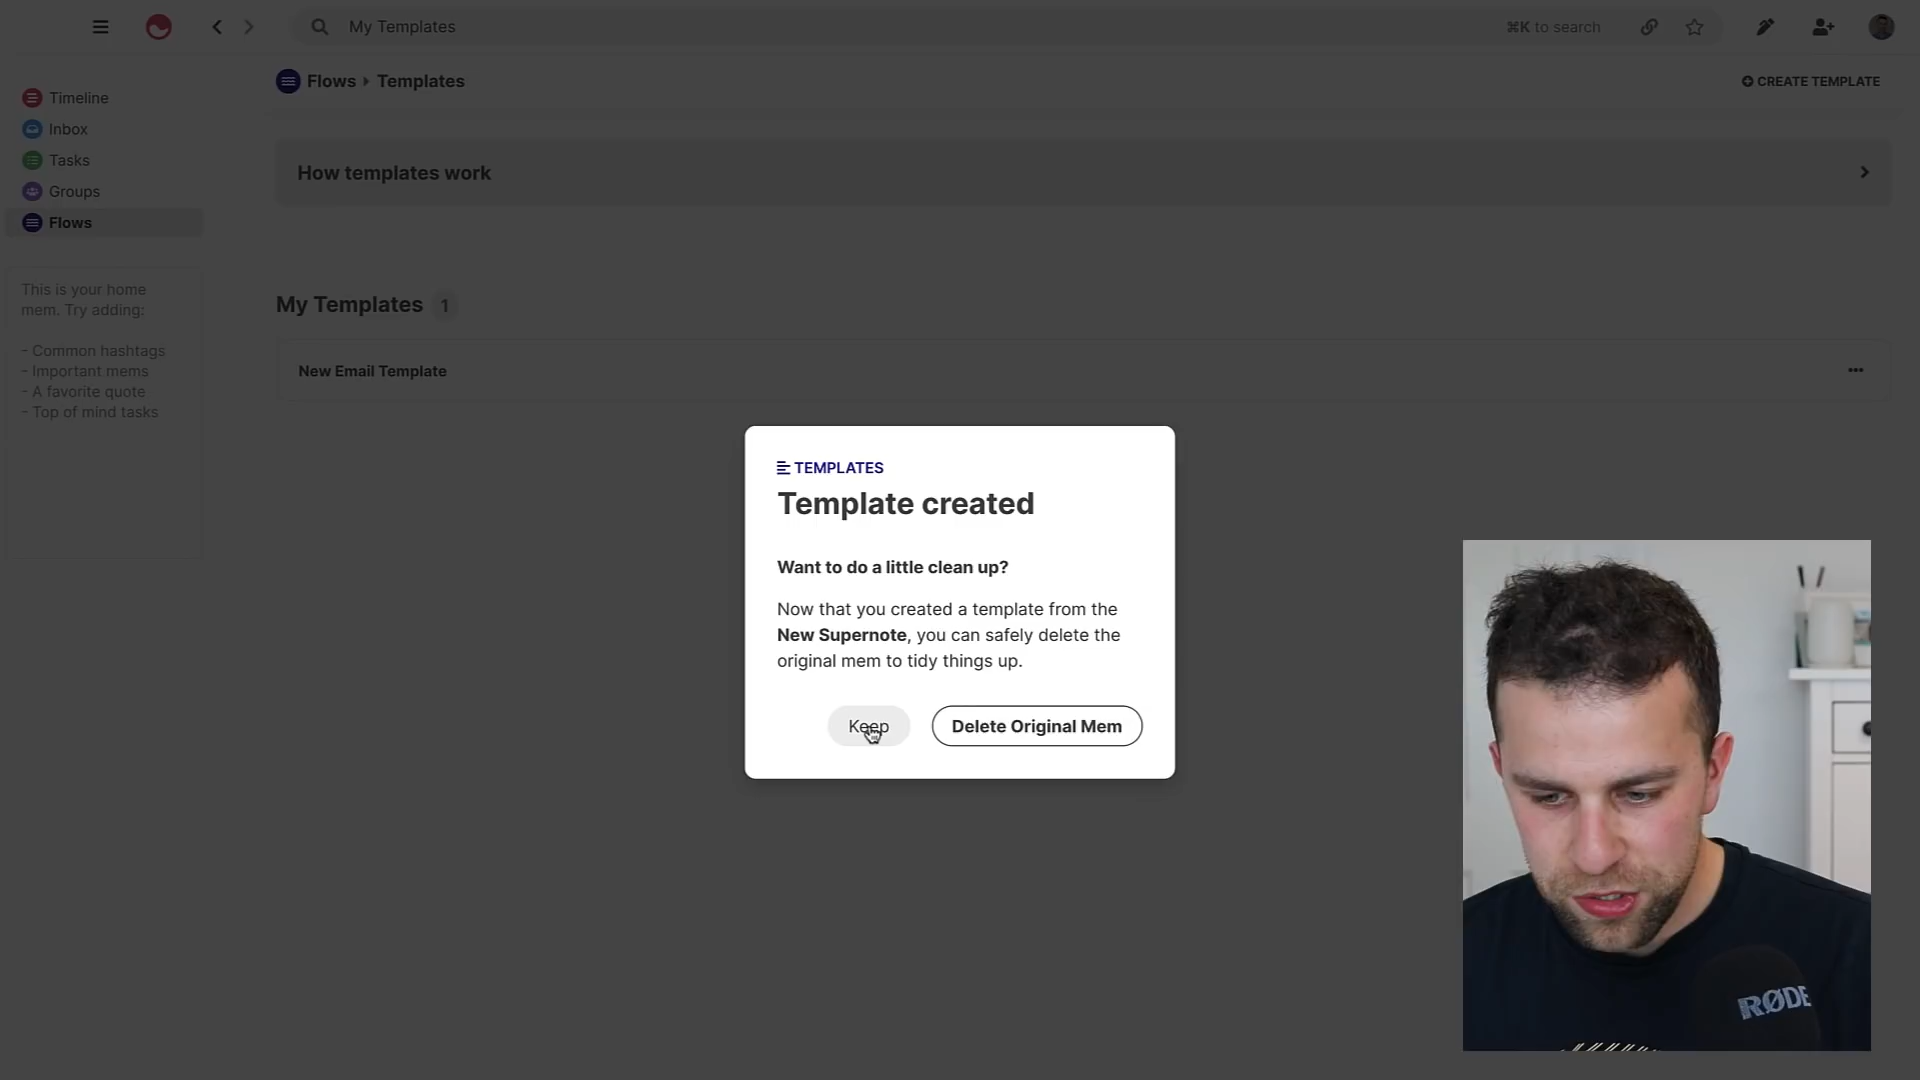 My Templates
⌘K to search
Flows
Templates
CREATE TEMPLATE
Timeline
Inbox
Tasks
Groups
Flows
How templates work
This is your home
mem. Try adding:
- Common hashtags
- Important mems
- A favorite quote
- Top of mind tasks
My Templates 1
New Email Template
TEMPLATES
Template created
Want to do a little clean up?
Now that you created a template from the
New Supernote, you can safely delete the
original mem to tidy things up.
Keep
Delete Original Mem
RØDE